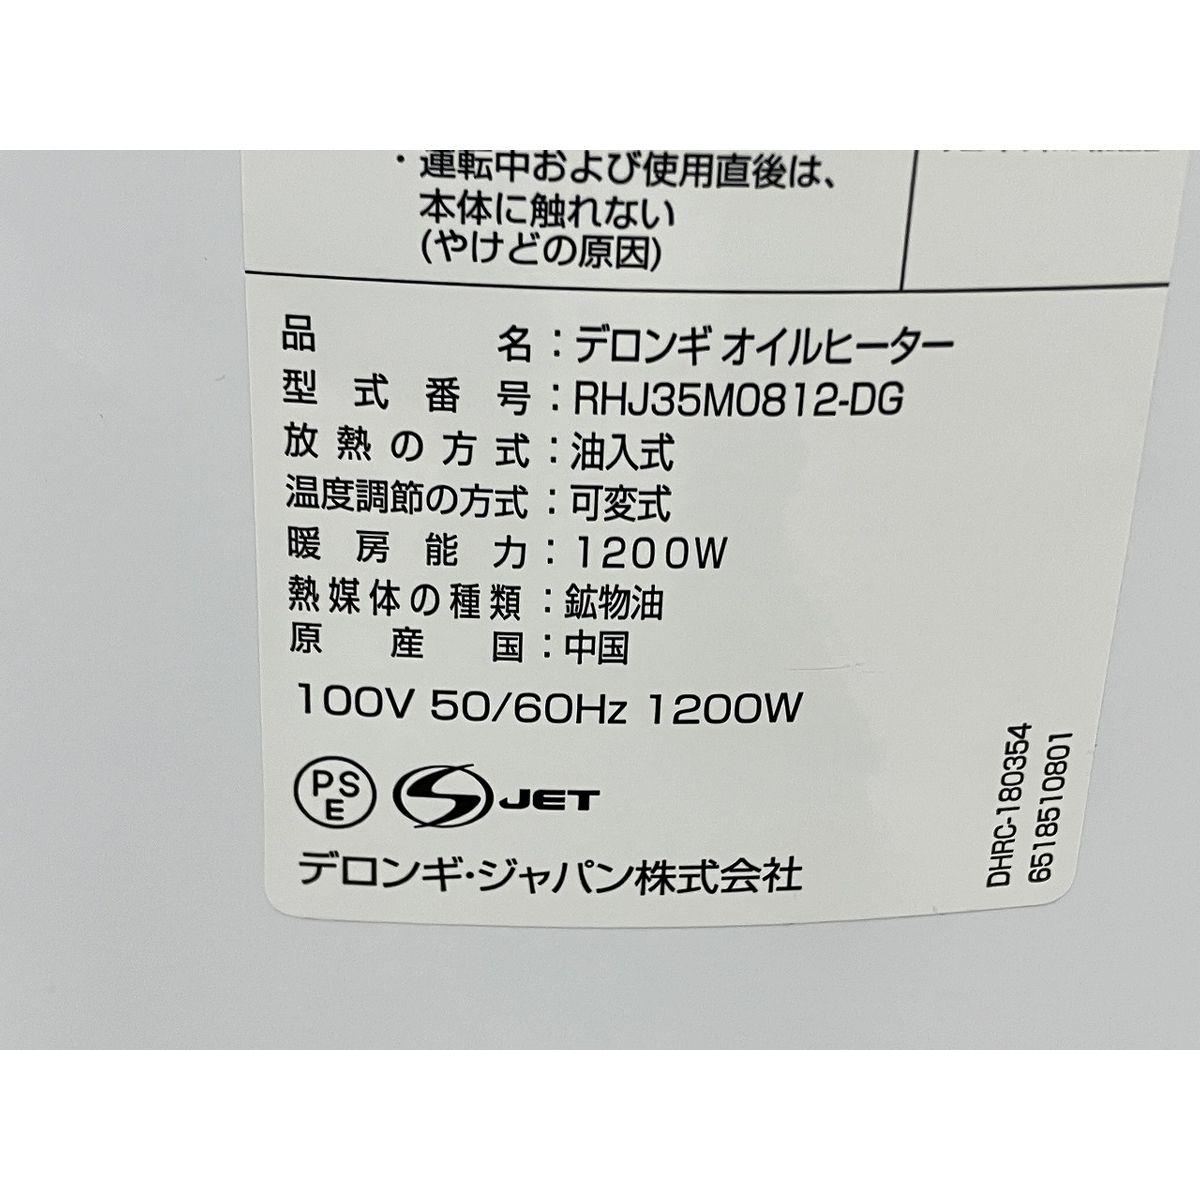 ・運転中および使用直後は、
本体に触れない
(やけどの原因)
品名：デロンギ オイルヒーター
型式番号：RHJ35M0812-DG
放熱の方式：油入式
温度調節の方式：可変式
暖房能力：1200W
熱媒体の種類：鉱物油
原産国：中国
100V 50/60Hz 1200W
PSE
S JET
デロンギ・ジャパン株式会社
DHRC-180354
6518510801